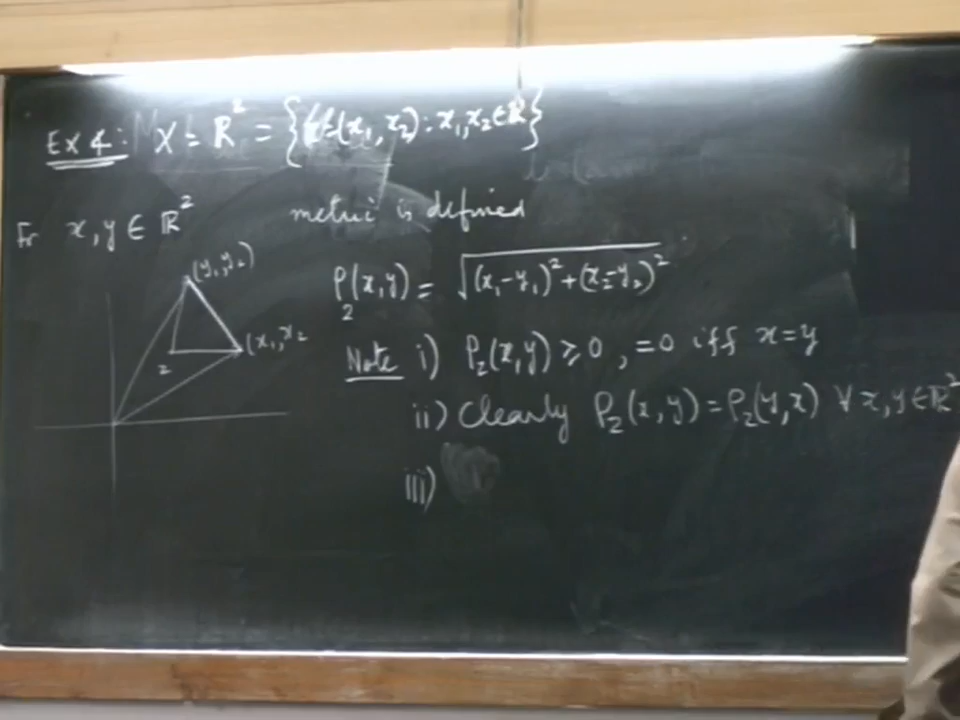 Ex 4: X = ℝ² = {x=(x₁, x₂): x₁, x₂ ∈ ℝ}
For x, y ∈ ℝ² metric is defined
(y₁, y₂)
ρ₂(x, y) = √((x₁-y₁)² + (x₂-y₂)²)
(x₁, x₂
Note i) ρ₂(x, y) ⩾ 0, =0 iff x=y
2
ii) Clearly ρ₂(x, y) = ρ₂(y, x) ∀ x, y ∈ ℝ²
iii)